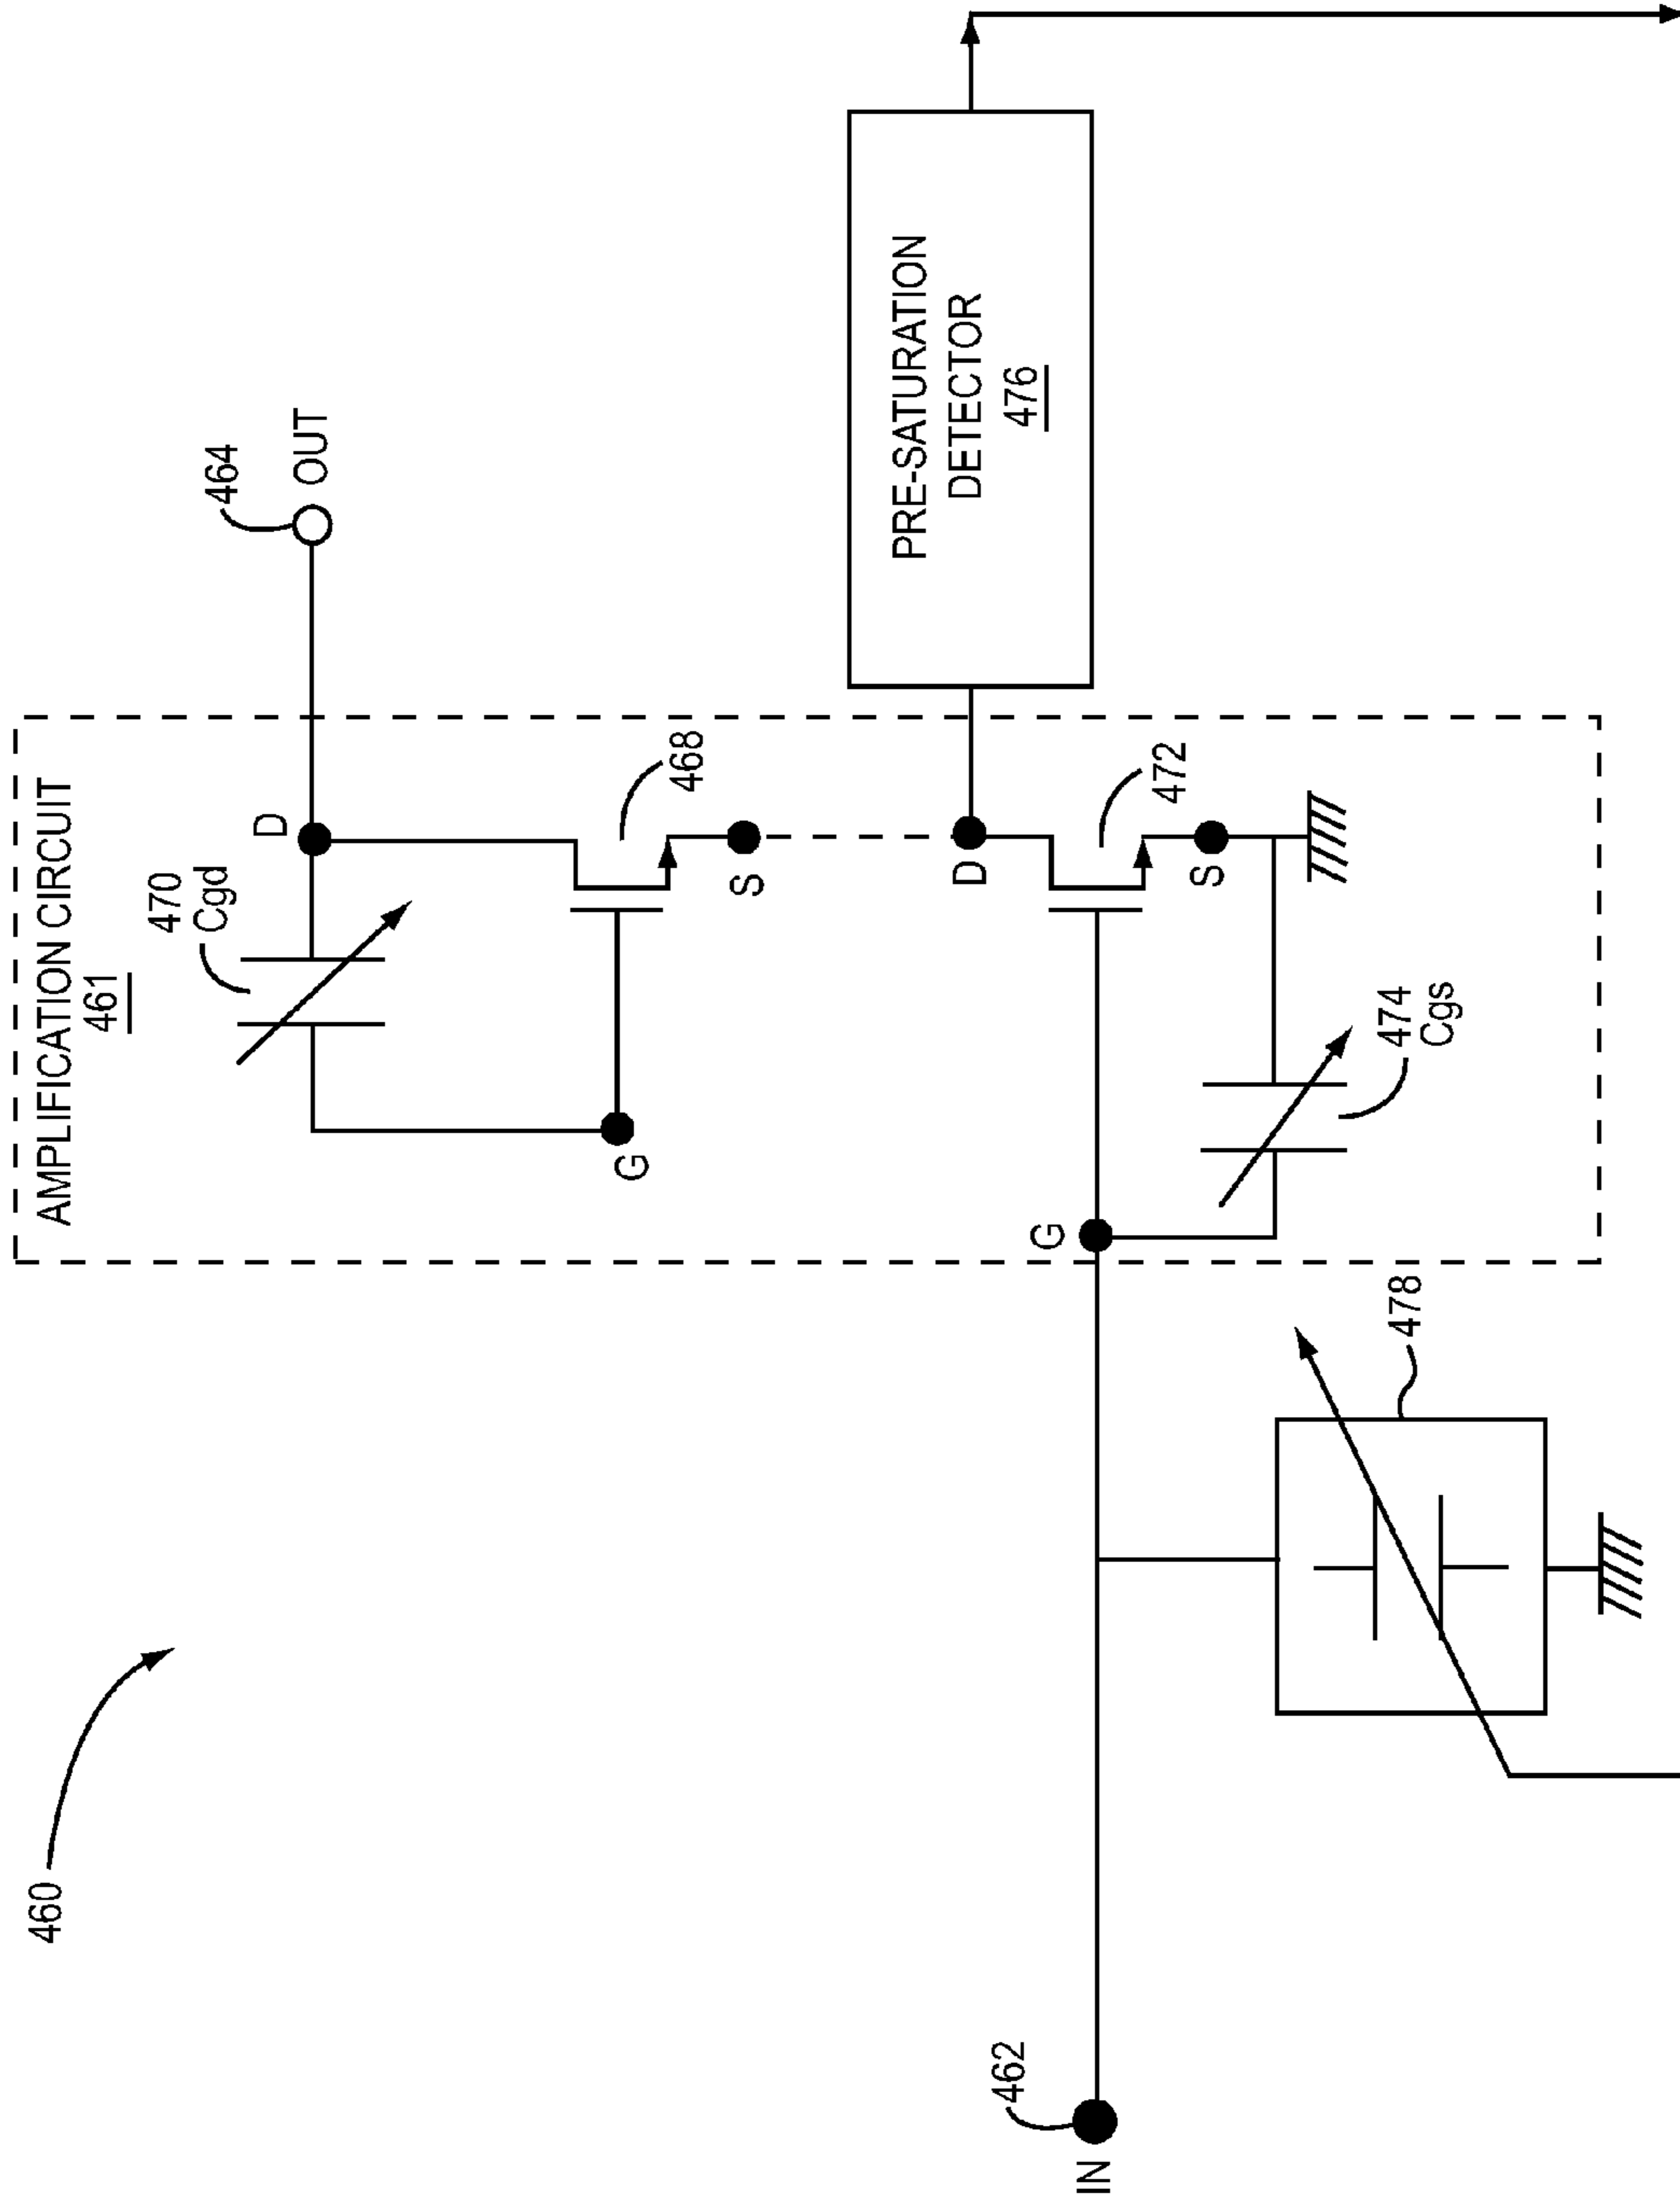 460
AMPLIFICATION CIRCUIT
461
470
Cgd
D
464
OUT
G
468
S
PRE-SATURATION
DETECTOR
476
D
472
G
S
474
Cgs
478
462
IN